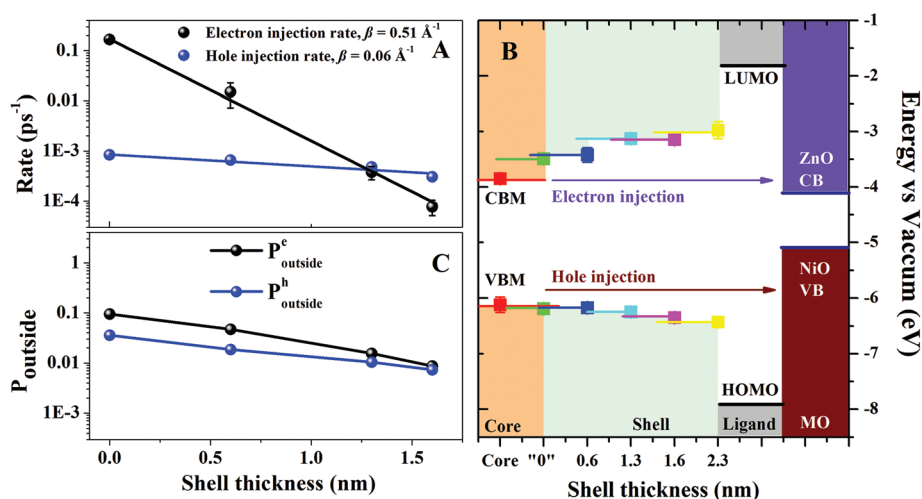 Electron injection rate, β = 0.51 Å⁻¹
Hole injection rate, β = 0.06 Å⁻¹
A
0.1
0.01
1E-3
1E-4
Rate (ps⁻¹)
C
P^e_outside
P^h_outside
1
0.1
0.01
1E-3
P_outside
0.0
0.5
1.0
1.5
Shell thickness (nm)
B
LUMO
ZnO
CB
CBM
Electron injection
Hole injection
VBM
NiO
VB
HOMO
Core
Shell
Ligand
MO
Core
"0"
0.6
1.3
1.6
2.3
Shell thickness (nm)
-1
-2
-3
-4
-5
-6
-7
-8
Energy vs Vaccum (eV)